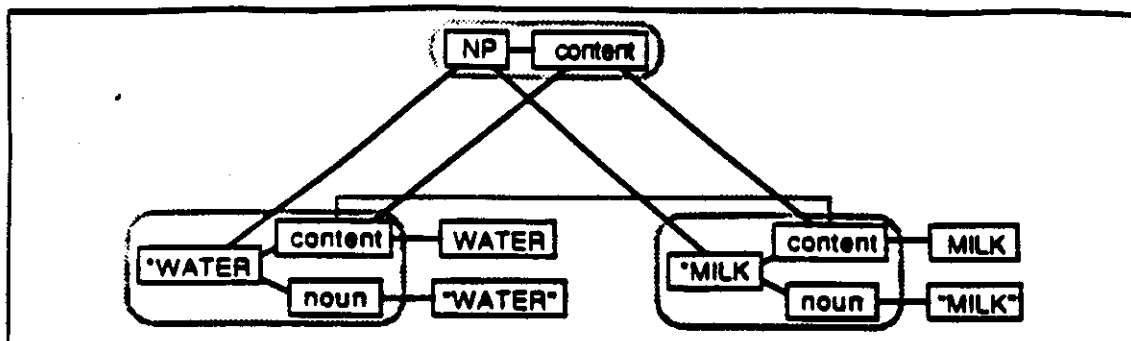 NP content
content WATER content MILK
*WATER *MILK
noun "WATER" noun "MILK"